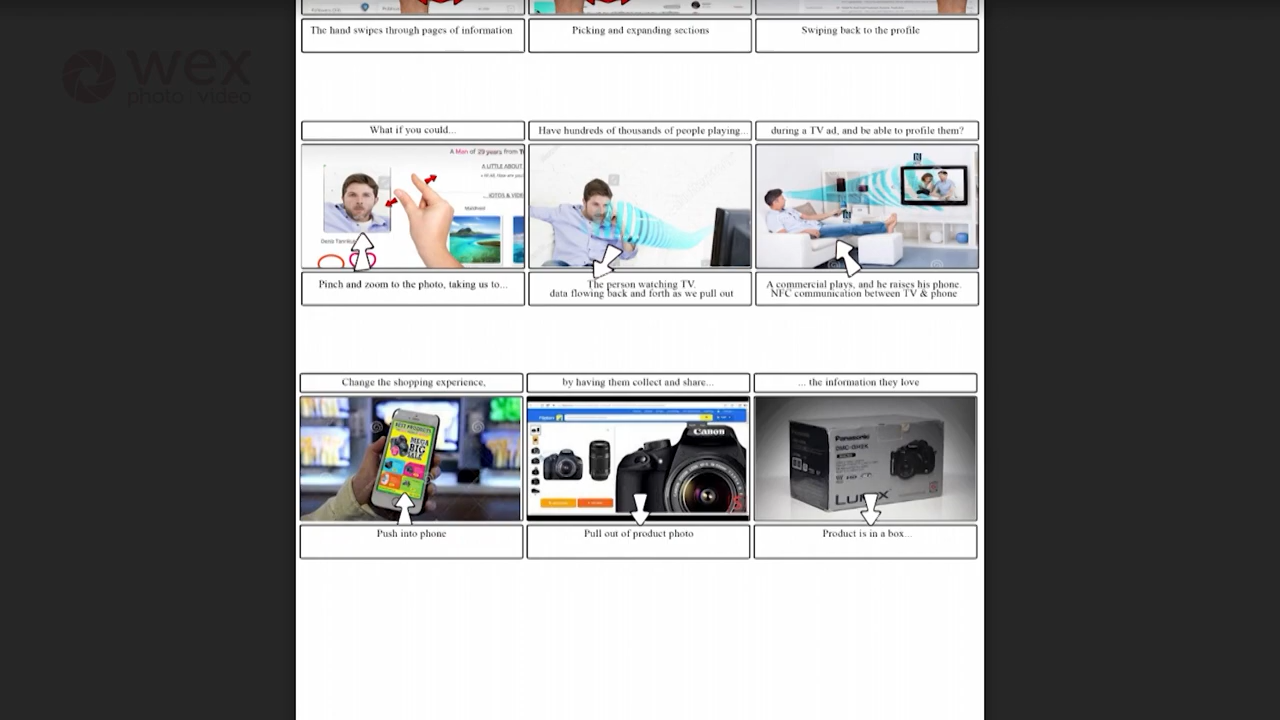 The hand swipes through pages of information
Picking and expanding sections
Swiping back to the profile
wex
photo video
What if you could...
Have hundreds of thousands of people playing...
during a TV ad, and be able to profile them?
A Man of 29 years from
A LITTLE ABOUT
Pinch and zoom to the photo, taking us to...
The person watching TV.
data flowing back and forth as we pull out
A commercial plays, and he raises his phone.
NFC communication between TV & phone
Change the shopping experience,
by having them collect and share...
... the information they love
BEST PRODUCTS
MEGA
BIG
SALE
Canon
Panasonic
LUMIX
Push into phone
Pull out of product photo
Product is in a box...